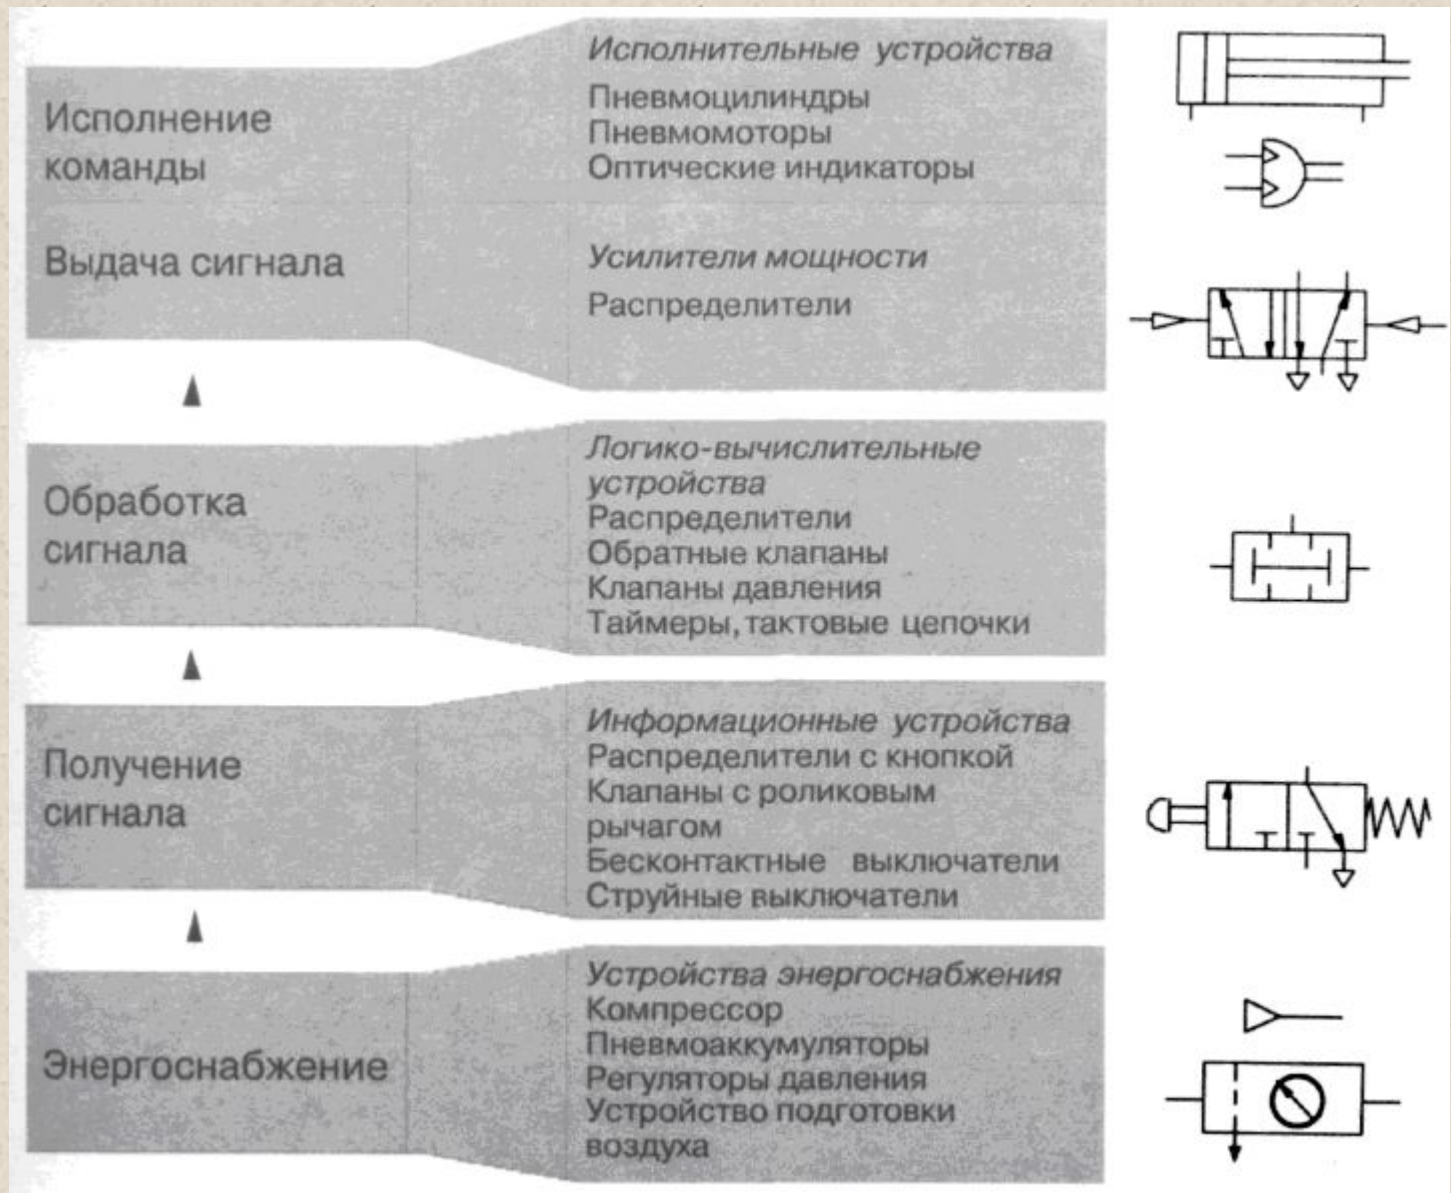 Исполнение
команды
Исполнительные устройства
Пневмоцилиндры
Пневмомоторы
Оптические индикаторы
Выдача сигнала
Усилители мощности
Распределители
Обработка
сигнала
Логико-вычислительные
устройства
Распределители
Обратные клапаны
Клапаны давления
Таймеры, тактовые цепочки
Получение
сигнала
Информационные устройства
Распределители с кнопкой
Клапаны с роликовым
рычагом
Бесконтактные выключатели
Струйные выключатели
Энергоснабжение
Устройства энергоснабжения
Компрессор
Пневмоаккумуляторы
Регуляторы давления
Устройство подготовки
воздуха